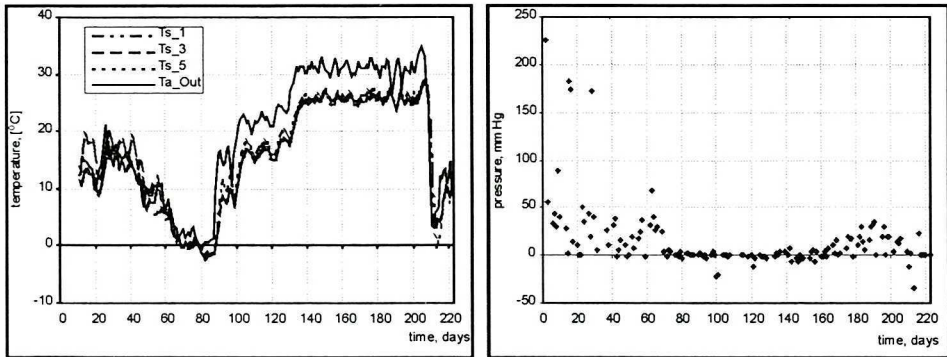 40
30
20
10
0
-10
temperature, [°C]
Ts_1
Ts_3
Ts_5
Ta_Out
0 20 40 60 80 100 120 140 160 180 200 220
time, days
250
200
150
100
50
0
-50
pressure, mm Hg
0 20 40 60 80 100 120 140 160 180 200 220
time, days